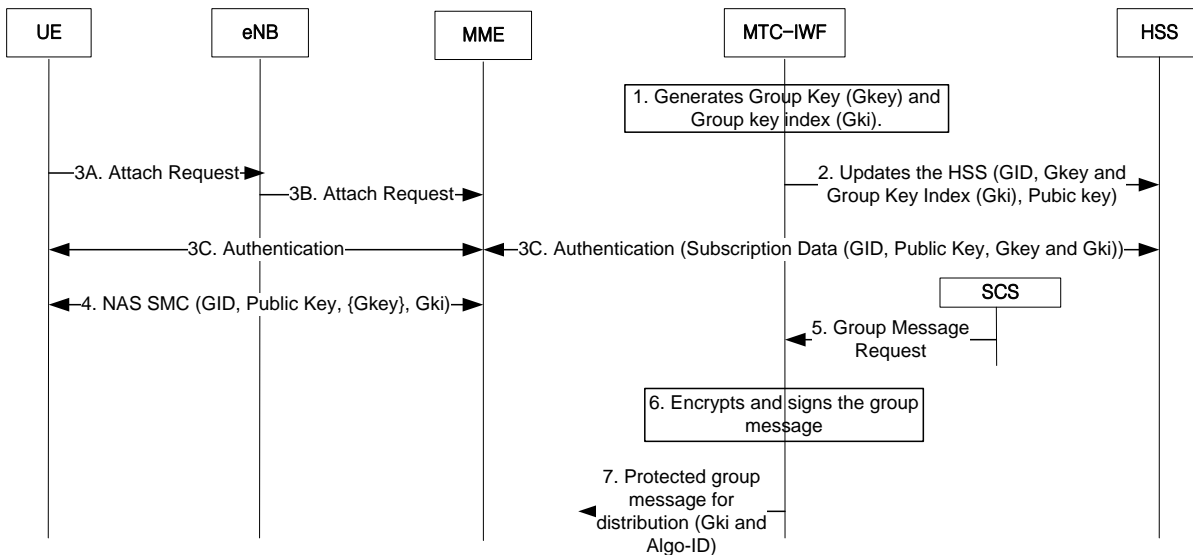 UE
eNB
MME
MTC-IWF
HSS
1. Generates Group Key (Gkey) and
Group key index (Gki).
3A. Attach Request
2. Updates the HSS (GID, Gkey and
Group Key Index (Gki), Pubic key)
3B. Attach Request
3C. Authentication
3C. Authentication (Subscription Data (GID, Public Key, Gkey and Gki))
4. NAS SMC (GID, Public Key, {Gkey}, Gki)
SCS
5. Group Message
Request
6. Encrypts and signs the group
message
7. Protected group
message for
distribution (Gki and
Algo-ID)